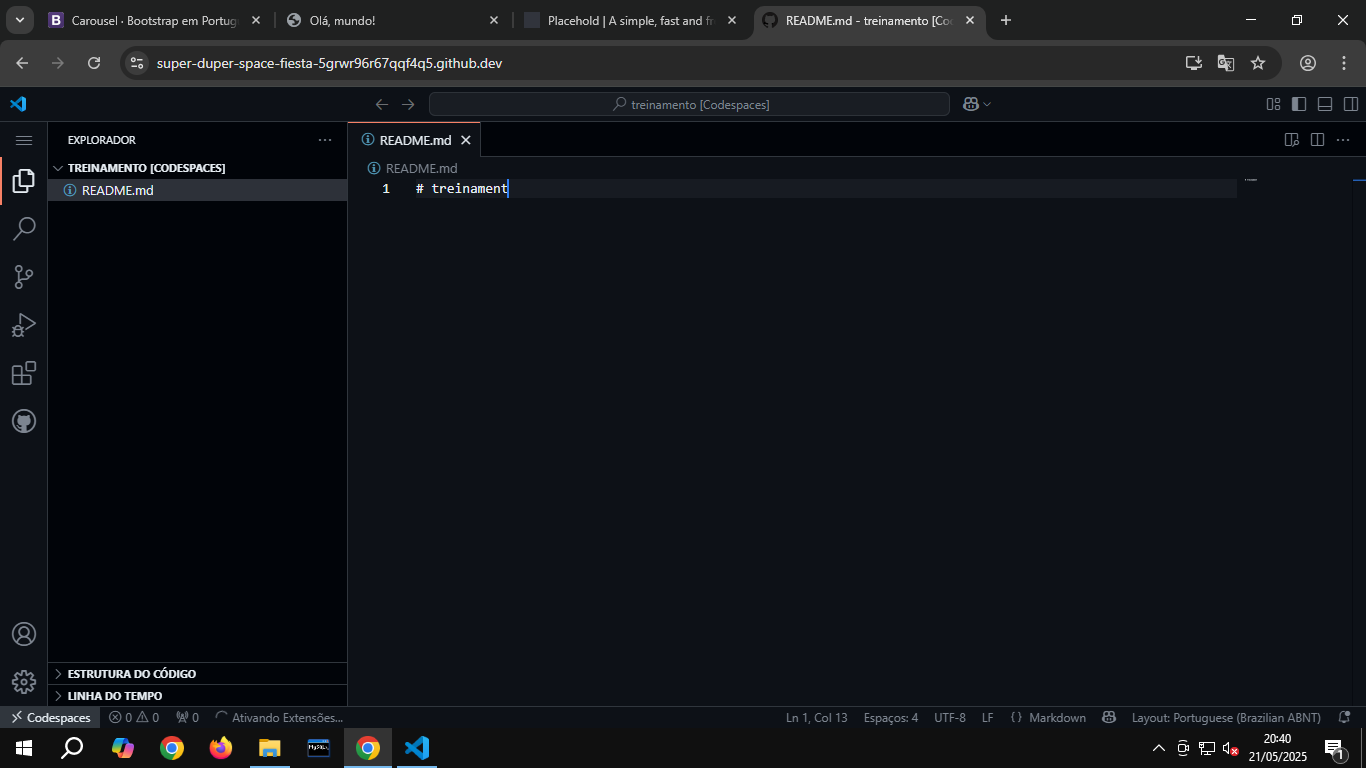 Carousel · Bootstrap em Portug
Olá, mundo!
Placehold | A simple, fast and fr
README.md - treinamento [Co
super-duper-space-fiesta-5grwr96r67qqf4q5.github.dev
treinamento [Codespaces]
EXPLORADOR
README.md
TREINAMENTO [CODESPACES]
README.md
README.md
1 # treinament
ESTRUTURA DO CÓDIGO
LINHA DO TEMPO
Codespaces 0 0 0 Ativando Extensões... Ln 1, Col 13 Espaços: 4 UTF-8 LF { } Markdown Layout: Portuguese (Brazilian ABNT)
MySQL
20:40
21/05/2025
1